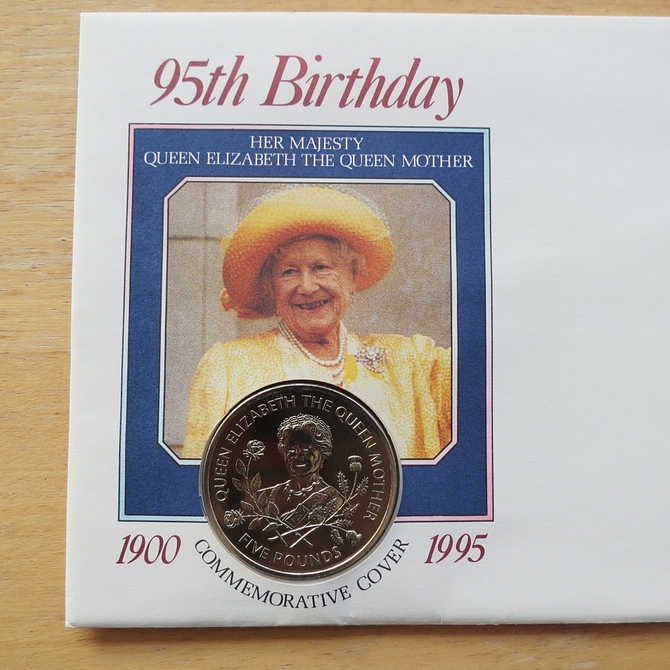 95th Birthday
HER MAJESTY
QUEEN ELIZABETH THE QUEEN MOTHER
QUEEN ELIZABETH THE QUEEN MOTHER
FIVE POUNDS
1900
COMMEMORATIVE COVER
1995